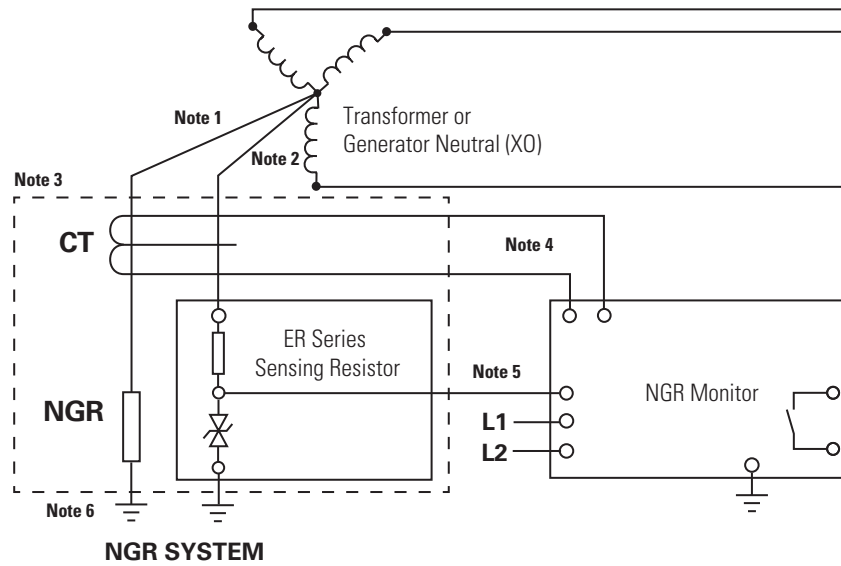 Note 1
Transformer or
Generator Neutral (XO)
Note 2
Note 3
CT
Note 4
ER Series
Sensing Resistor
Note 5
NGR Monitor
NGR
L1
L2
Note 6
NGR SYSTEM